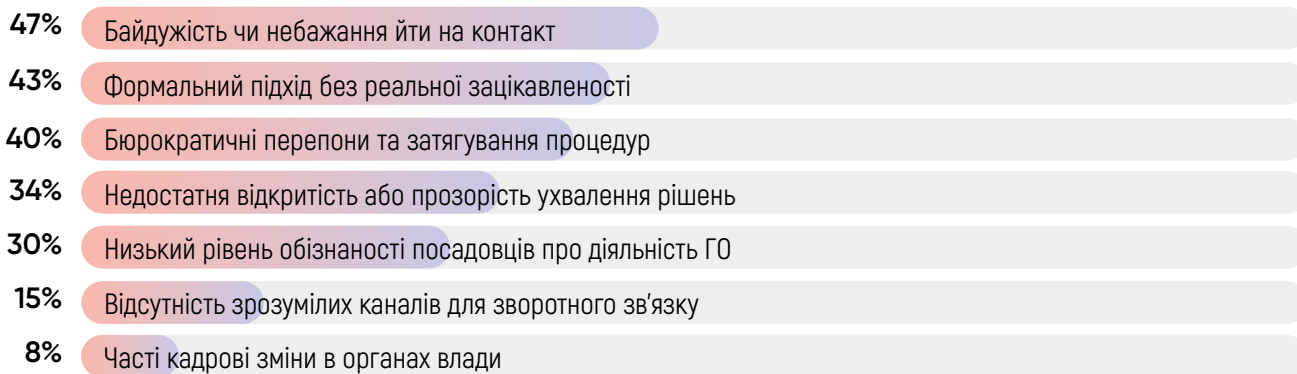 47% Байдужість чи небажання йти на контакт
43% Формальний підхід без реальної зацікавленості
40% Бюрократичні перепони та затягування процедур
34% Недостатня відкритість або прозорість ухвалення рішень
30% Низький рівень обізнаності посадовців про діяльність ГО
15% Відсутність зрозумілих каналів для зворотного зв’язку
8% Часті кадрові зміни в органах влади